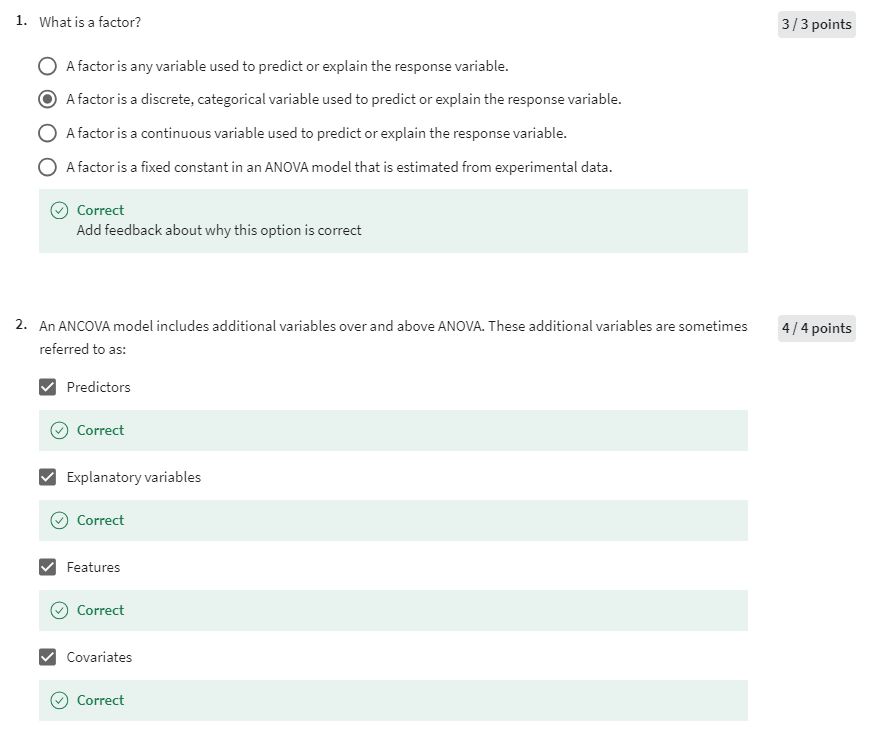 1. What is a factor?
3 / 3 points
A factor is any variable used to predict or explain the response variable.
A factor is a discrete, categorical variable used to predict or explain the response variable.
A factor is a continuous variable used to predict or explain the response variable.
A factor is a fixed constant in an ANOVA model that is estimated from experimental data.
Correct
Add feedback about why this option is correct
2. An ANCOVA model includes additional variables over and above ANOVA. These additional variables are sometimes
referred to as:
4 / 4 points
Predictors
Correct
Explanatory variables
Correct
Features
Correct
Covariates
Correct